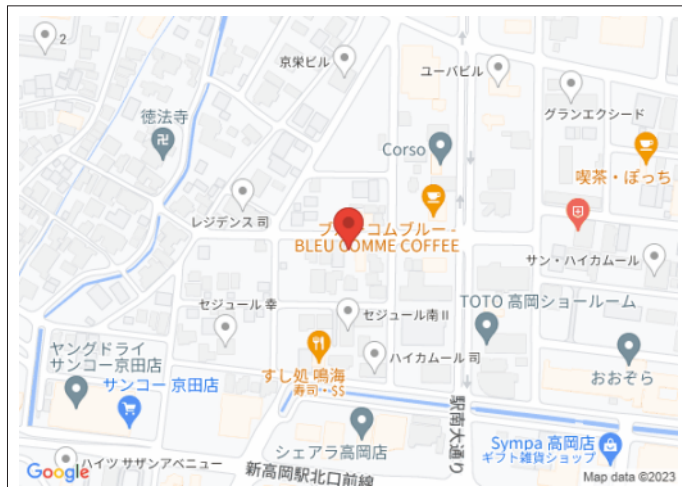 2
京栄ビル
ユーバビル
グランエクシード
徳法寺
Corso
喫茶・ぽっち
レジデンス 司
コムブルー -
BLEU COMME COFFEE
サン・ハイカムール
セジュール 幸
セジュール南Ⅱ
TOTO 高岡ショールーム
ヤングドライ
サンコー京田店
サンコー 京田店
すし処 鳴海
寿司・$$
ハイカムール 司
おおぞら
駅南大通り
シェアラ高岡店
Sympa 高岡店
ギフト雑貨ショップ
ハイツ サザンアベニュー
新高岡駅北口前線
Google
Map data ©2023